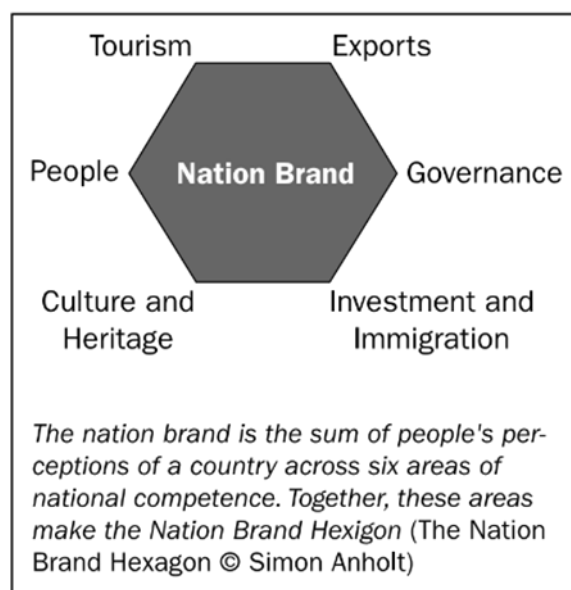 Tourism
Exports
People
Nation Brand
Governance
Culture and
Heritage
Investment and
Immigration
The nation brand is the sum of people's per-
ceptions of a country across six areas of
national competence. Together, these areas
make the Nation Brand Hexigon (The Nation
Brand Hexagon © Simon Anholt)